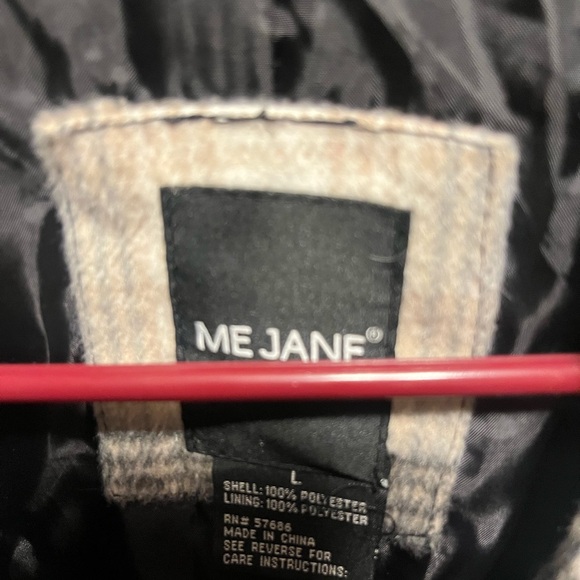 ME JANE®
L
SHELL: 100% POLYESTER
LINING: 100% POLYESTER
RN# 57686
MADE IN CHINA
SEE REVERSE FOR
CARE INSTRUCTIONS: